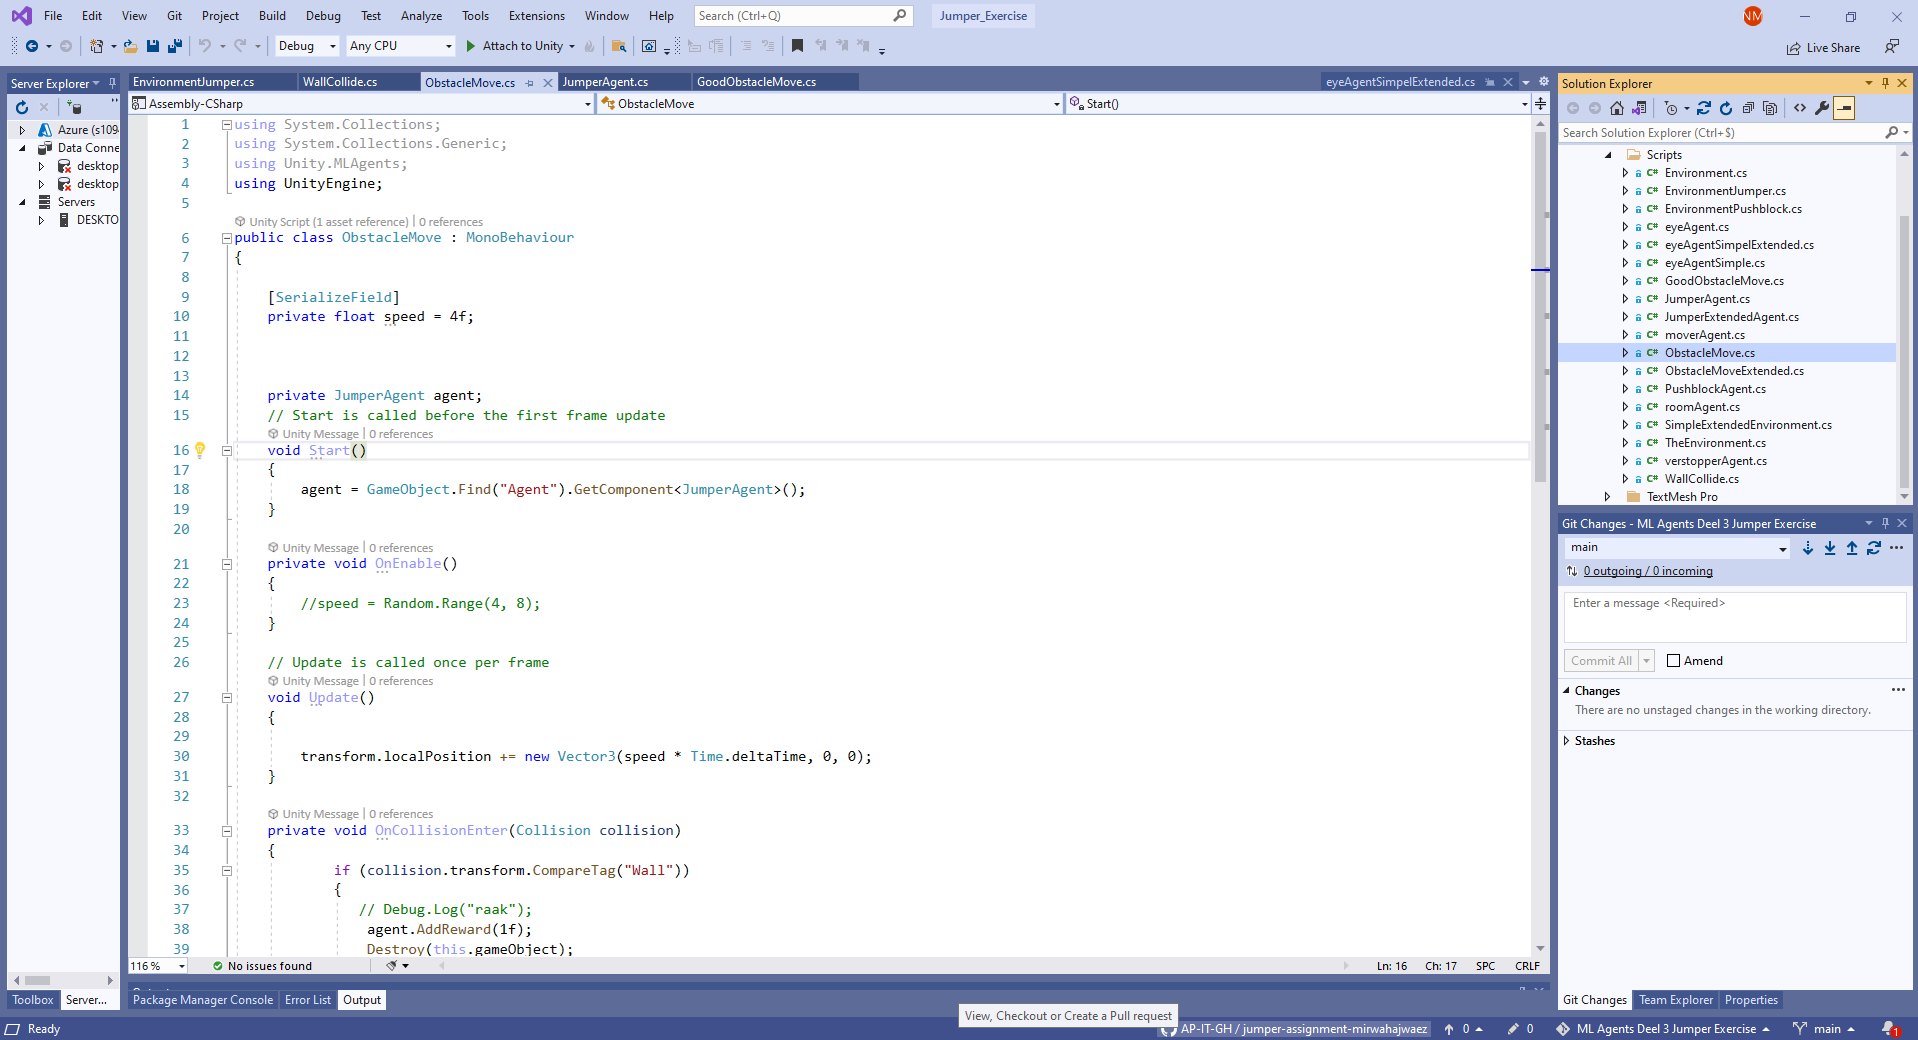 File Edit View Git Project Build Debug Test Analyze Tools Extensions Window Help Search (Ctrl+Q) Jumper_Exercise NM
Debug Any CPU Attach to Unity Live Share
Server Explorer
Azure (s109
Data Conne
desktop
desktop
Servers
DESKTO
EnvironmentJumper.cs WallCollide.cs ObstacleMove.cs JumperAgent.cs GoodObstacleMove.cs eyeAgentSimpelExtended.cs
Assembly-CSharp ObstacleMove Start()
1 using System.Collections;
2 using System.Collections.Generic;
3 using Unity.MLAgents;
4 using UnityEngine;
5
Unity Script (1 asset reference) | 0 references
6 public class ObstacleMove : MonoBehaviour
7 {
8
9 [SerializeField]
10 private float speed = 4f;
11
12
13
14 private JumperAgent agent;
15 // Start is called before the first frame update
Unity Message | 0 references
16 void Start()
17 {
18 agent = GameObject.Find("Agent").GetComponent<JumperAgent>();
19 }
20
Unity Message | 0 references
21 private void OnEnable()
22 {
23 //speed = Random.Range(4, 8);
24 }
25
26 // Update is called once per frame
Unity Message | 0 references
27 void Update()
28 {
29
30 transform.localPosition += new Vector3(speed * Time.deltaTime, 0, 0);
31 }
32
Unity Message | 0 references
33 private void OnCollisionEnter(Collision collision)
34 {
35 if (collision.transform.CompareTag("Wall"))
36 {
37 // Debug.Log("raak");
38 agent.AddReward(1f);
39 Destroy(this.gameObject);
116 % No issues found Ln: 16 Ch: 17 SPC CRLF
Toolbox Server...
Package Manager Console Error List Output
Solution Explorer
Search Solution Explorer (Ctrl+$)
Scripts
C# Environment.cs
C# EnvironmentJumper.cs
C# EnvironmentPushblock.cs
C# eyeAgent.cs
C# eyeAgentSimpelExtended.cs
C# eyeAgentSimple.cs
C# GoodObstacleMove.cs
C# JumperAgent.cs
C# JumperExtendedAgent.cs
C# moverAgent.cs
C# ObstacleMove.cs
C# ObstacleMoveExtended.cs
C# PushblockAgent.cs
C# roomAgent.cs
C# SimpleExtendedEnvironment.cs
C# TheEnvironment.cs
C# verstopperAgent.cs
C# WallCollide.cs
TextMesh Pro
Git Changes - ML Agents Deel 3 Jumper Exercise
main
0 outgoing / 0 incoming
Enter a message <Required>
Commit All Amend
Changes
There are no unstaged changes in the working directory.
Stashes
Git Changes Team Explorer Properties
View, Checkout or Create a Pull request
Ready AP-IT-GH / jumper-assignment-mirwahajwaez 0 0 ML Agents Deel 3 Jumper Exercise main 1